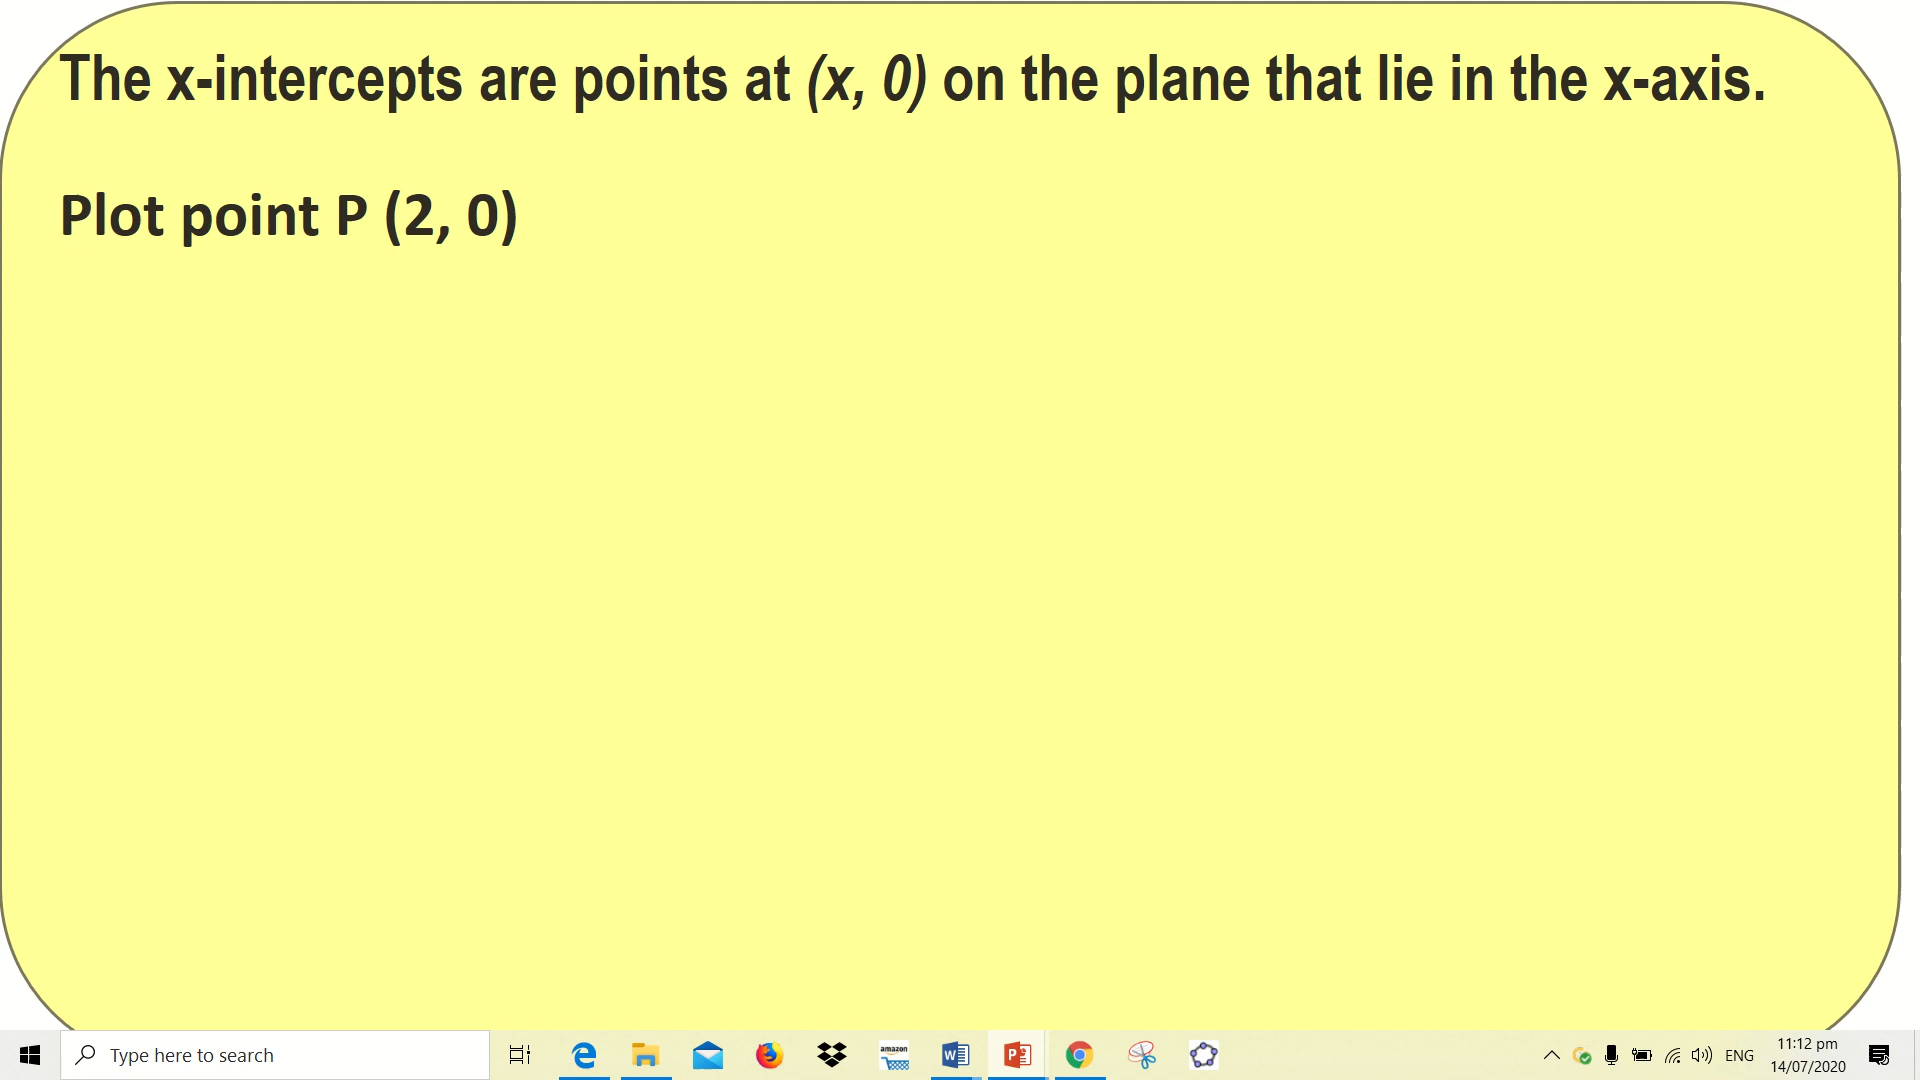 The x-intercepts are points at (x, 0) on the plane that lie in the x-axis.
Plot point P (2, 0)
Type here to search
amazon
ENG
11:12 pm
14/07/2020